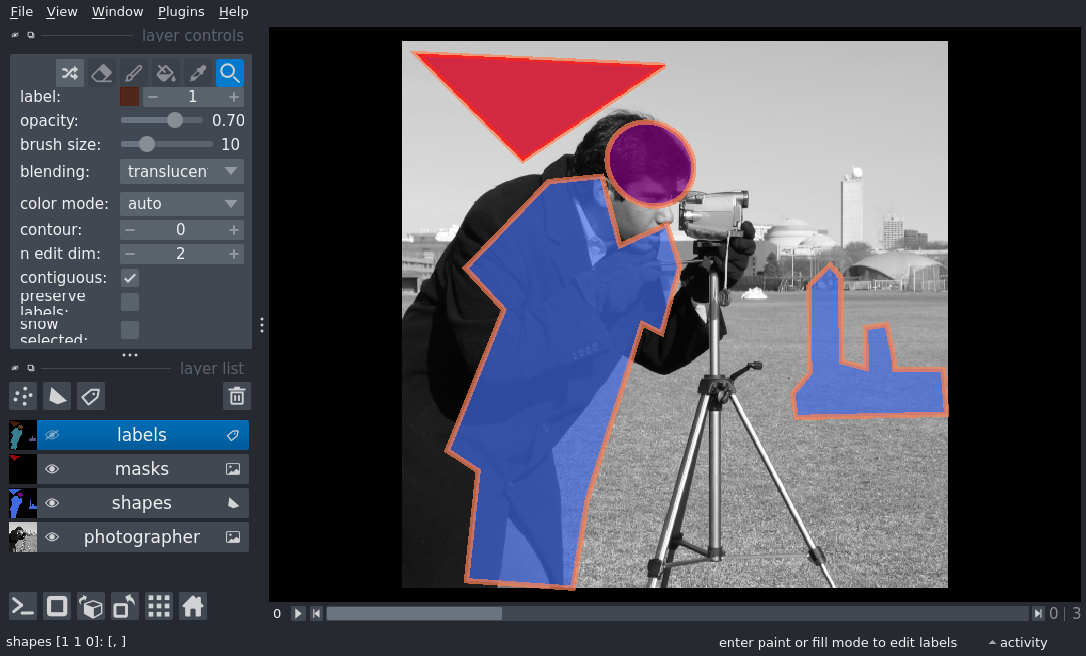 File View Window Plugins Help
layer controls
label: 1
opacity: 0.70
brush size: 10
blending: translucen
color mode: auto
contour: 0
n edit dim: 2
contiguous:
preserve
labels:
show
selected:
layer list
labels
masks
shapes
photographer
0 0 | 3
shapes [1 1 0]: [, ] enter paint or fill mode to edit labels activity